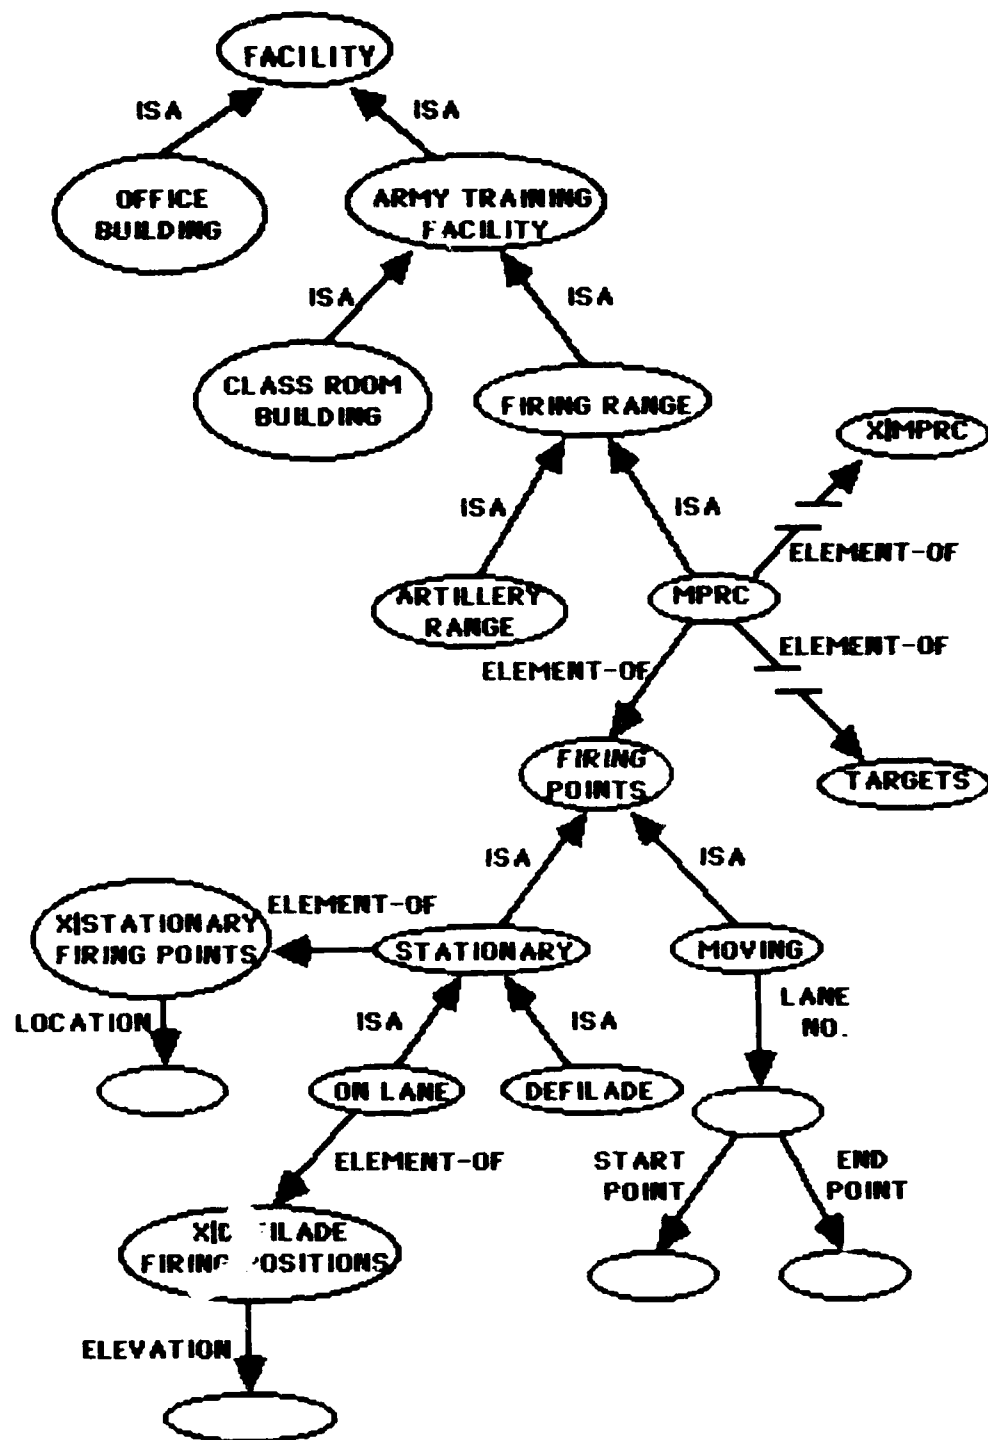 FACILITY
ISA
ISA
OFFICE
BUILDING
ARMY TRAINING
FACILITY
ISA
ISA
CLASS ROOM
BUILDING
FIRING RANGE
X|MPRC
ISA
ISA
ELEMENT-OF
ARTILLERY
RANGE
MPRC
ELEMENT-OF
ELEMENT-OF
FIRING
POINTS
TARGETS
ISA
ISA
X|STATIONARY
FIRING POINTS
ELEMENT-OF
STATIONARY
MOVING
LOCATION
ISA
ISA
LANE
NO.
ON LANE
DEFILADE
ELEMENT-OF
START
POINT
END
POINT
FIRING
ELEVATION